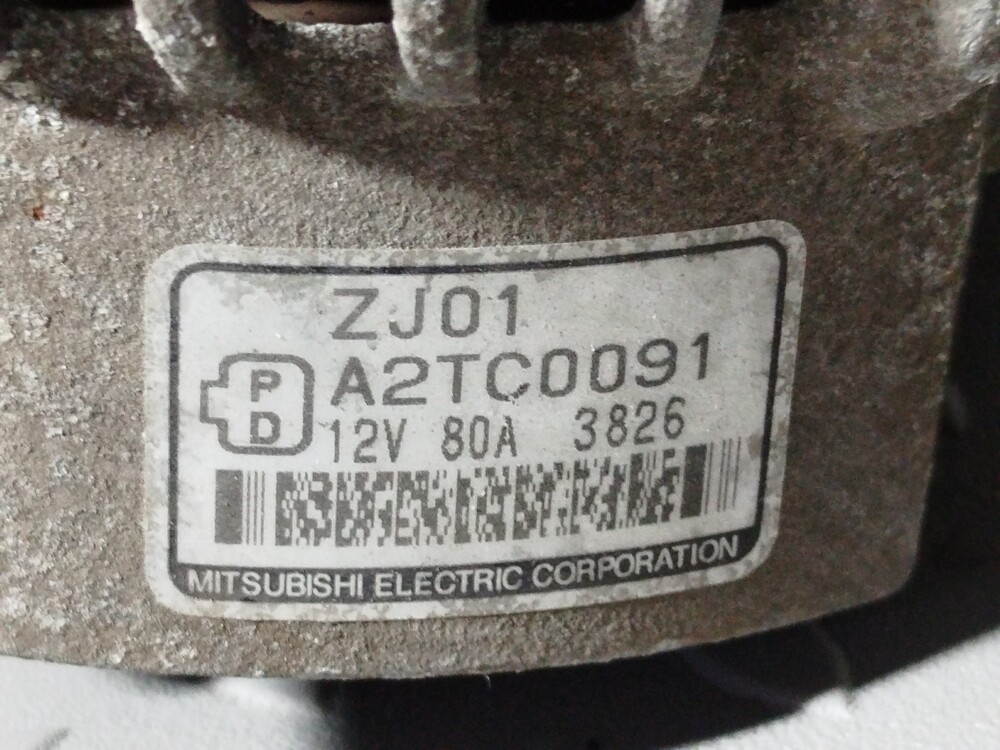 ZJ01
A2TC0091
P
D
12V 80A 3826
MITSUBISHI ELECTRIC CORPORATION